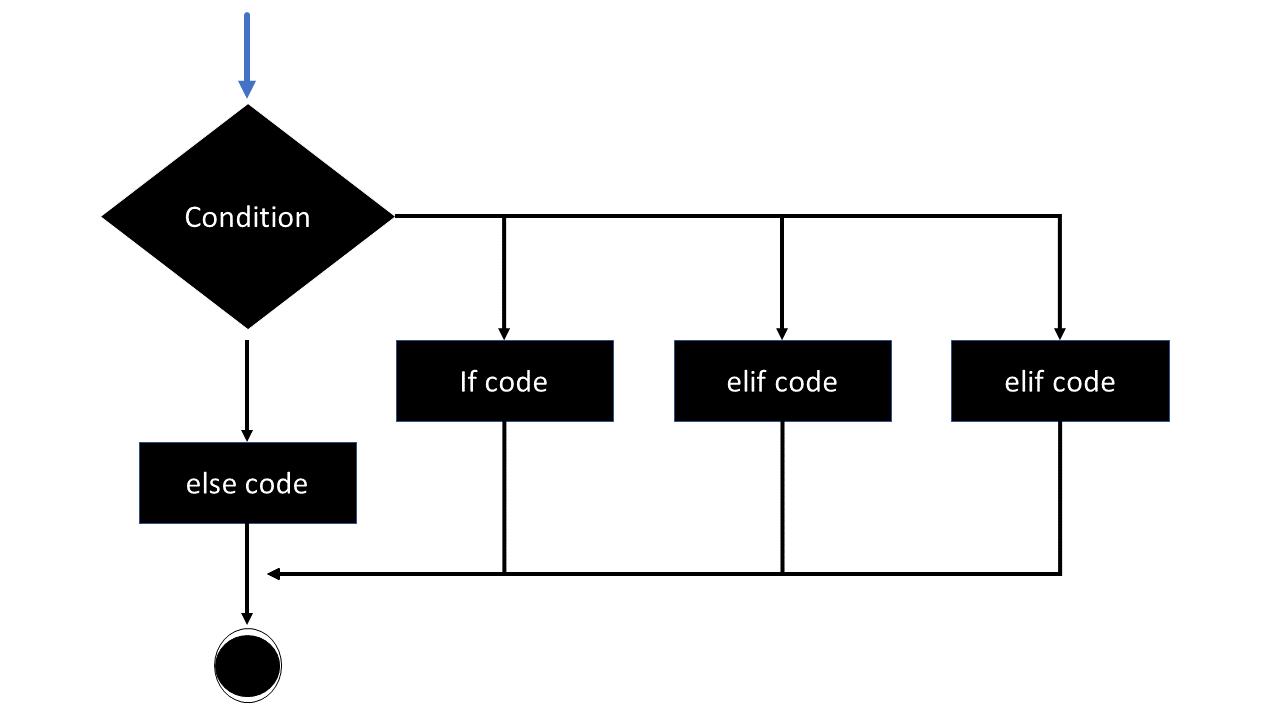 Condition
If code
elif code
elif code
else code